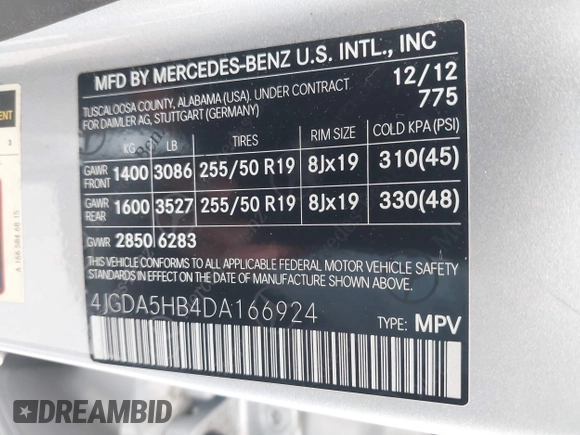 MFD BY MERCEDES-BENZ U.S. INTL., INC
TUSCALOOSA COUNTY, ALABAMA (USA). UNDER CONTRACT 12/12
FOR DAIMLER AG, STUTTGART (GERMANY) 775
KG LB TIRES RIM SIZE COLD KPA(PSI)
GAWR FRONT 1400 3086 255/50 R19 8Jx19 310(45)
GAWR REAR 1600 3527 255/50 R19 8Jx19 330(48)
GVWR 2850 6283
THIS VEHICLE CONFORMS TO ALL APPLICABLE FEDERAL MOTOR VEHICLE SAFETY
STANDARDS IN EFFECT ON THE DATE OF MANUFACTURE SHOWN ABOVE.
4JGDA5HB4DA166924
TYPE: MPV
3
DREAMBID